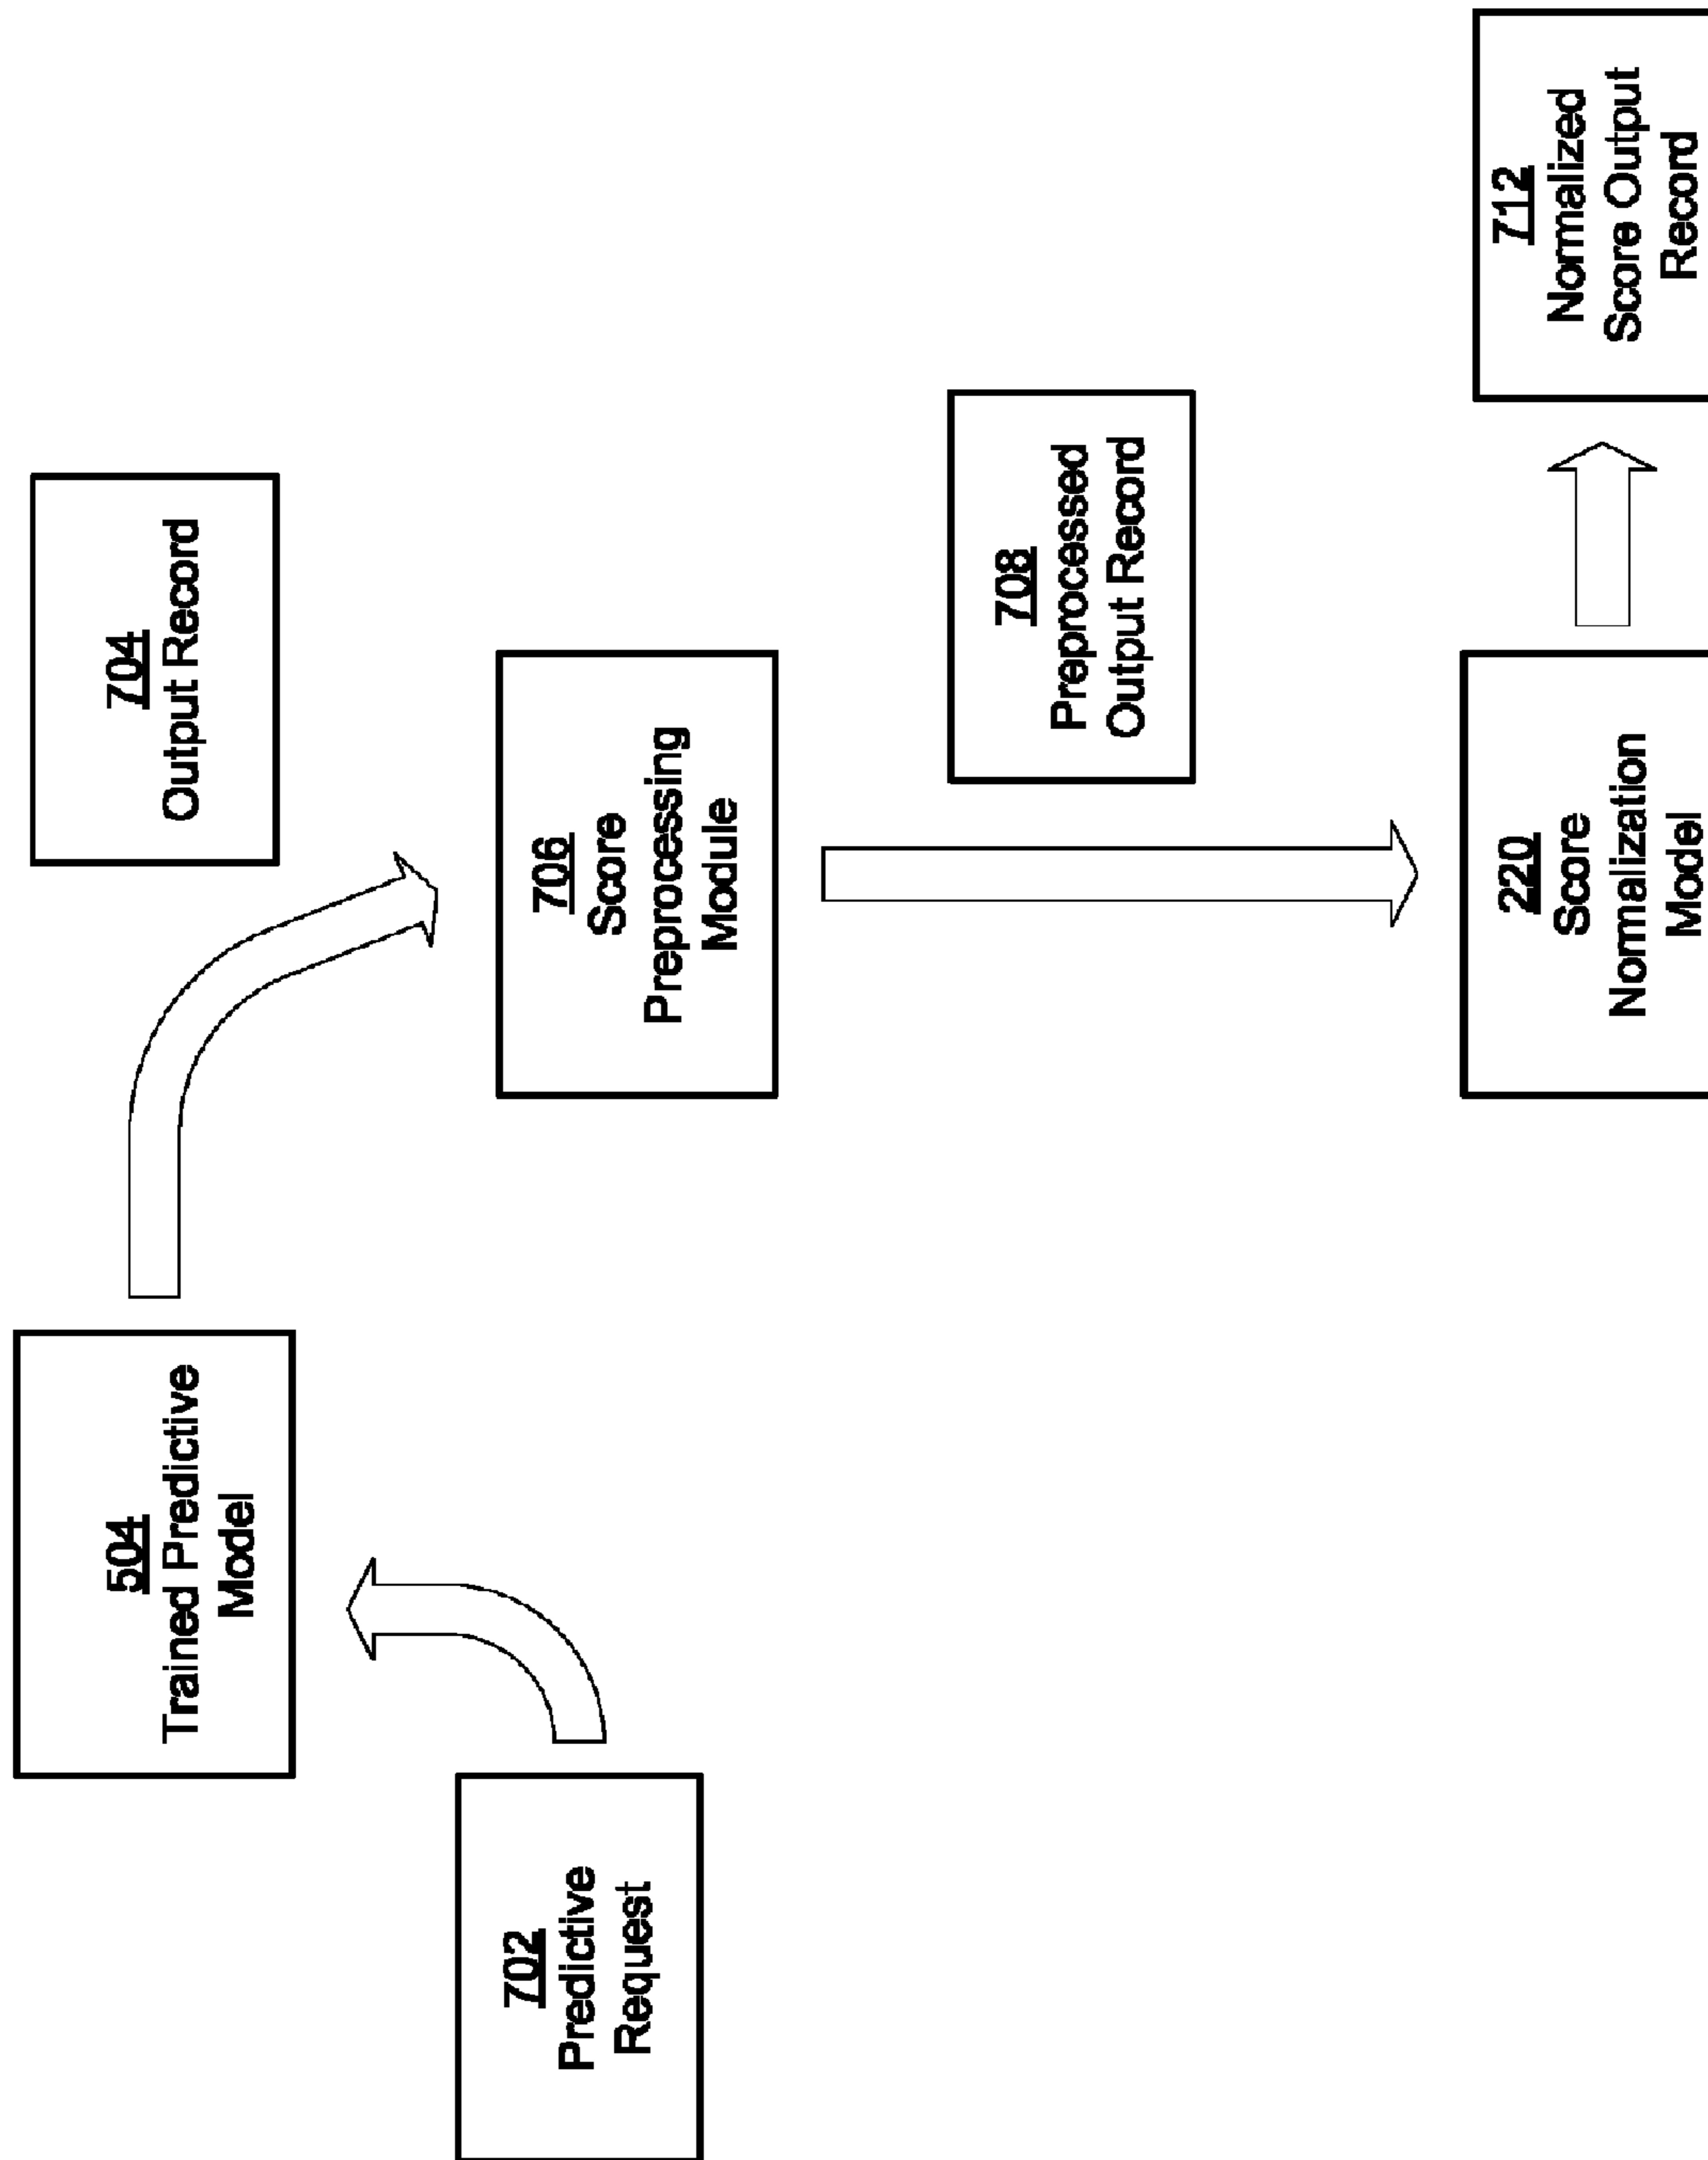 702
Predictive
Request
504
Trained Predictive
Model
704
Output Record
706
Score
Preprocessing
Module
708
Preprocessed
Output Record
220
Score
Normalization
Model
712
Normalized
Score Output
Record